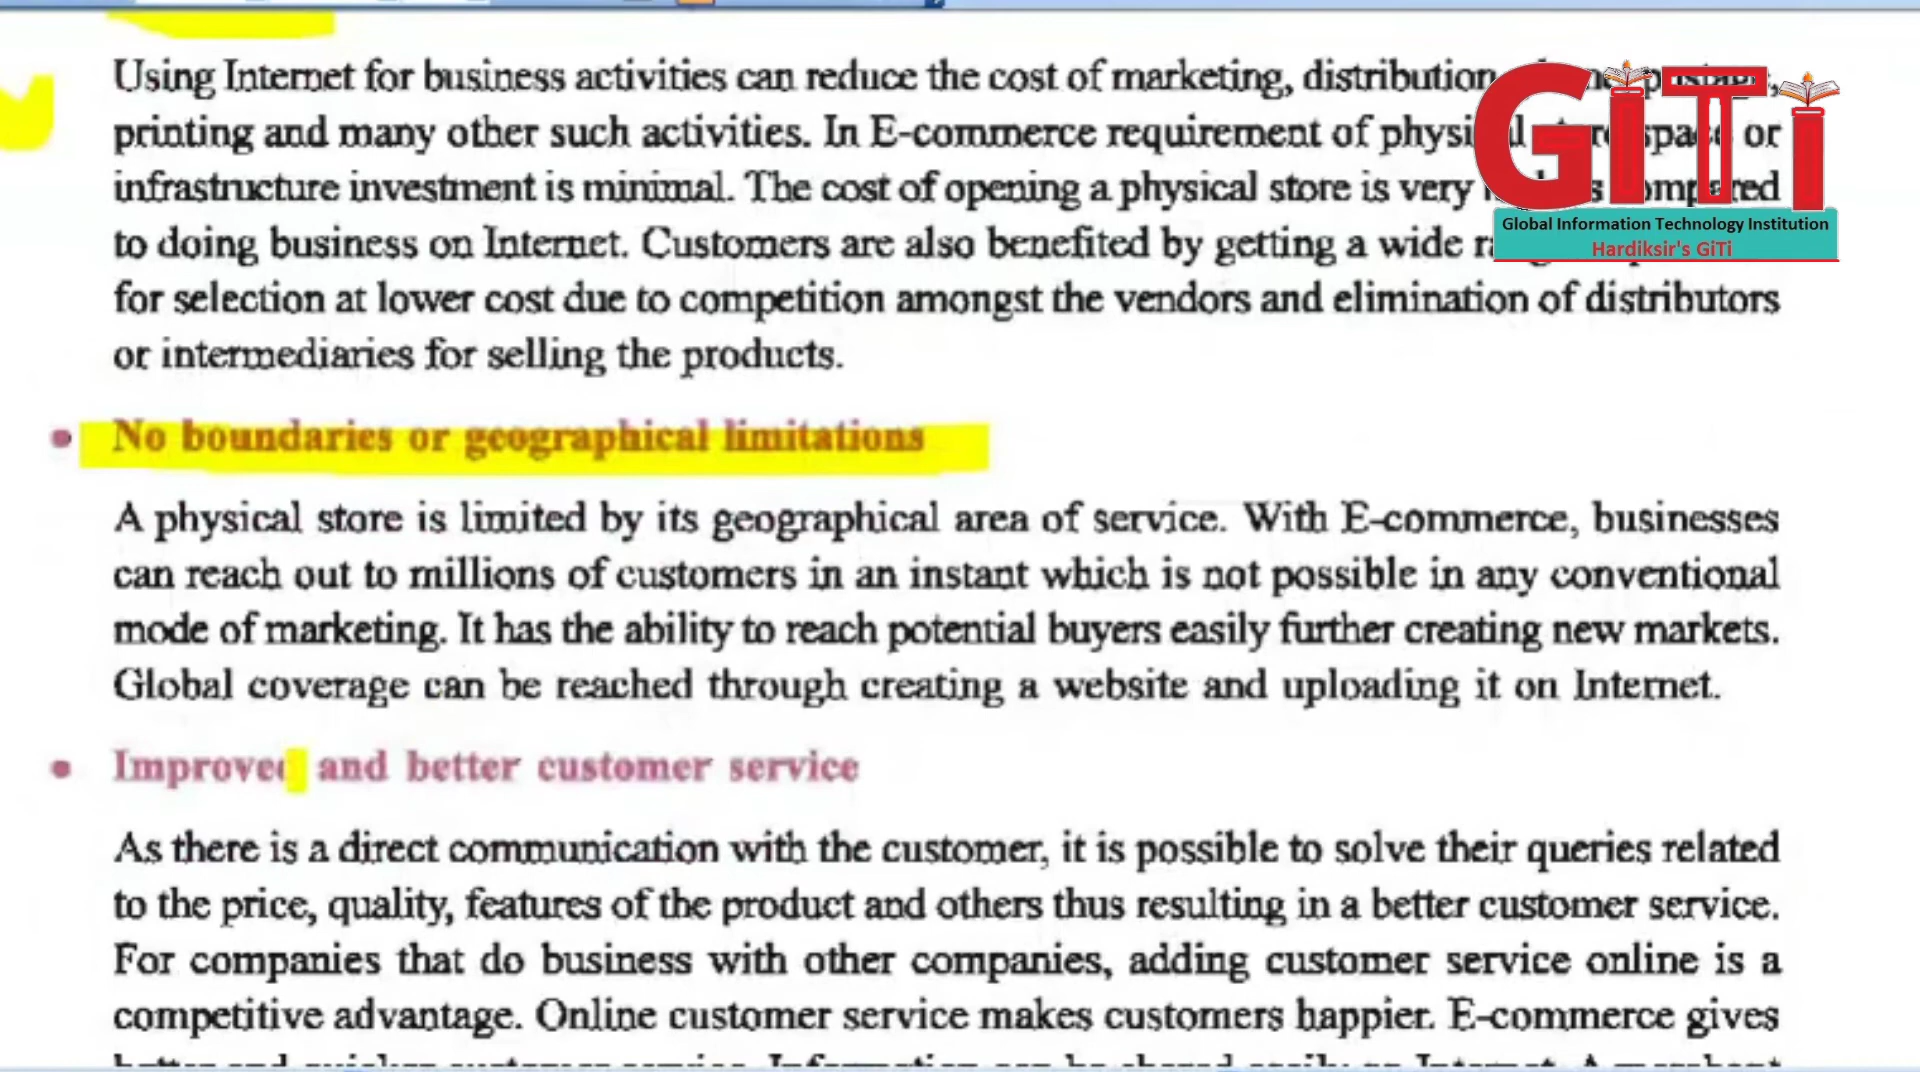 Using Internet for business activities can reduce the cost of marketing, distribution,
printing and many other such activities. In E-commerce requirement of physical space or
infrastructure investment is minimal. The cost of opening a physical store is very compared
to doing business on Internet. Customers are also benefited by getting a wide
for selection at lower cost due to competition amongst the vendors and elimination of distributors
or intermediaries for selling the products.
GiTi
Global Information Technology Institution
Hardiksir's GiTi
• No boundaries or geographical limitations
A physical store is limited by its geographical area of service. With E-commerce, businesses
can reach out to millions of customers in an instant which is not possible in any conventional
mode of marketing. It has the ability to reach potential buyers easily further creating new markets.
Global coverage can be reached through creating a website and uploading it on Internet.
• Improved and better customer service
As there is a direct communication with the customer, it is possible to solve their queries related
to the price, quality, features of the product and others thus resulting in a better customer service.
For companies that do business with other companies, adding customer service online is a
competitive advantage. Online customer service makes customers happier. E-commerce gives